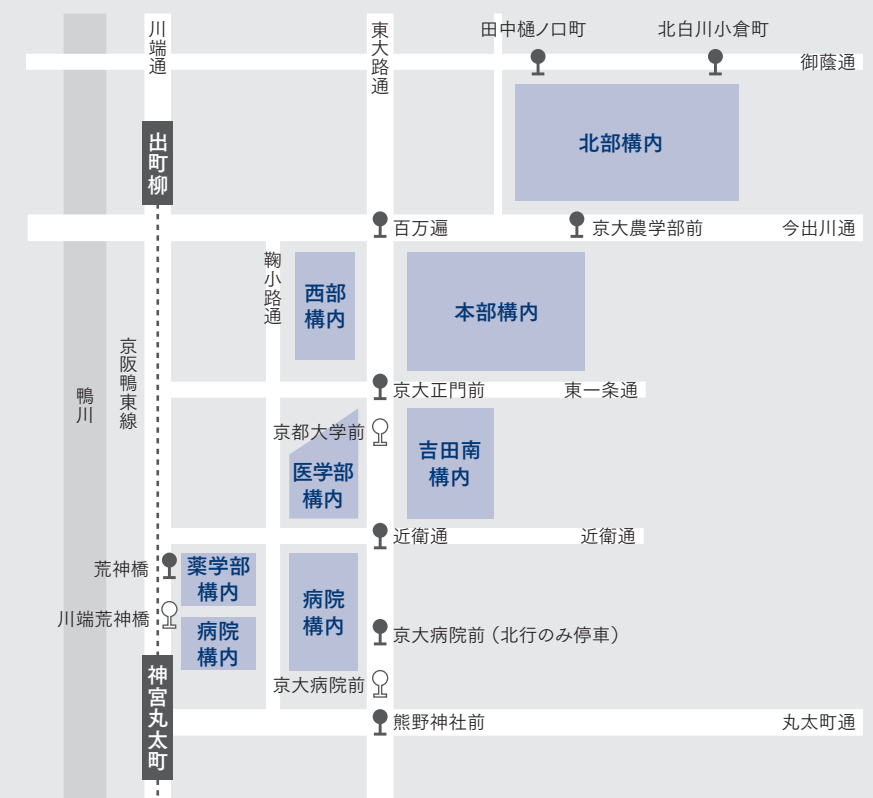 川端通
東大路通
田中樋ノ口町
北白川小倉町
御蔭通
出町柳
北部構内
百万遍
京大農学部前
今出川通
鞠小路通
西部
構内
本部構内
京阪鴨東線
鴨川
京大正門前
東一条通
京都大学前
吉田南
構内
医学部
構内
近衛通
近衛通
荒神橋
薬学部
構内
川端荒神橋
病院
構内
病院
構内
京大病院前（北行のみ停車）
京大病院前
神宮丸太町
熊野神社前
丸太町通